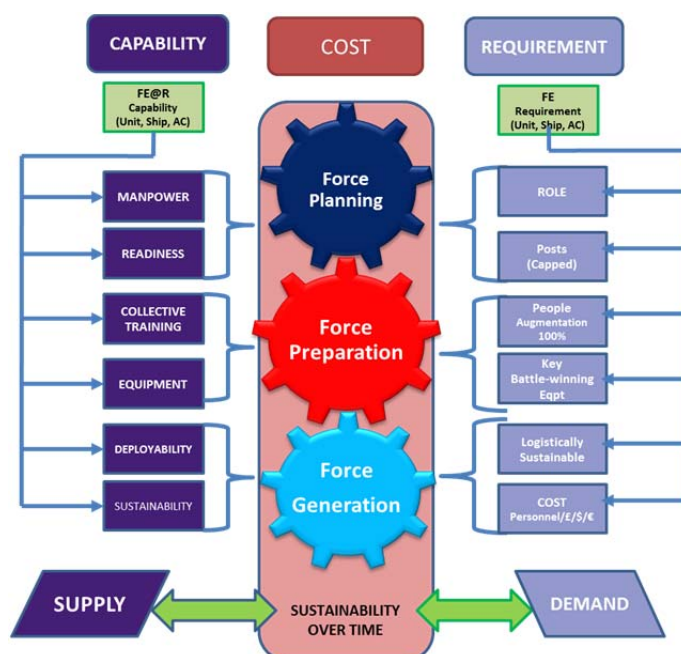 CAPABILITY
COST
REQUIREMENT
FE@R
Capability
(Unit, Ship, AC)
FE
Requirement
(Unit, Ship, AC)
MANPOWER
READINESS
COLLECTIVE
TRAINING
EQUIPMENT
DEPLOYABILITY
SUSTAINABILITY
Force
Planning
Force
Preparation
Force
Generation
ROLE
Posts
(Capped)
People
Augmentation
100%
Key
Battle-winning
Eqpt
Logistically
Sustainable
COST
Personnel/£/$/€
SUPPLY
SUSTAINABILITY
OVER TIME
DEMAND